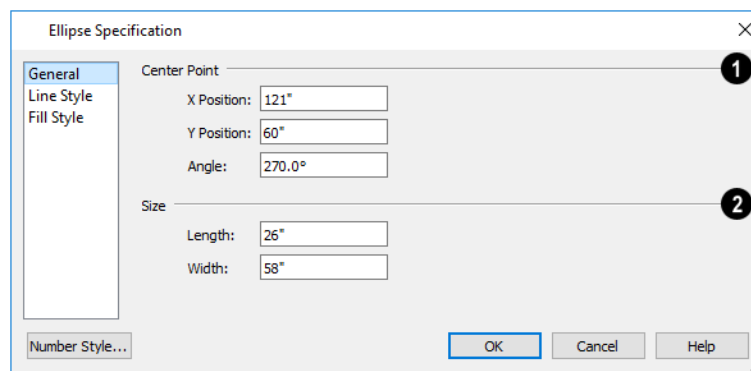 Ellipse Specification
General
Line Style
Fill Style
Center Point
1
X Position: 121"
Y Position: 60"
Angle: 270.0°
Size
2
Length: 26"
Width: 58"
Number Style...
OK
Cancel
Help